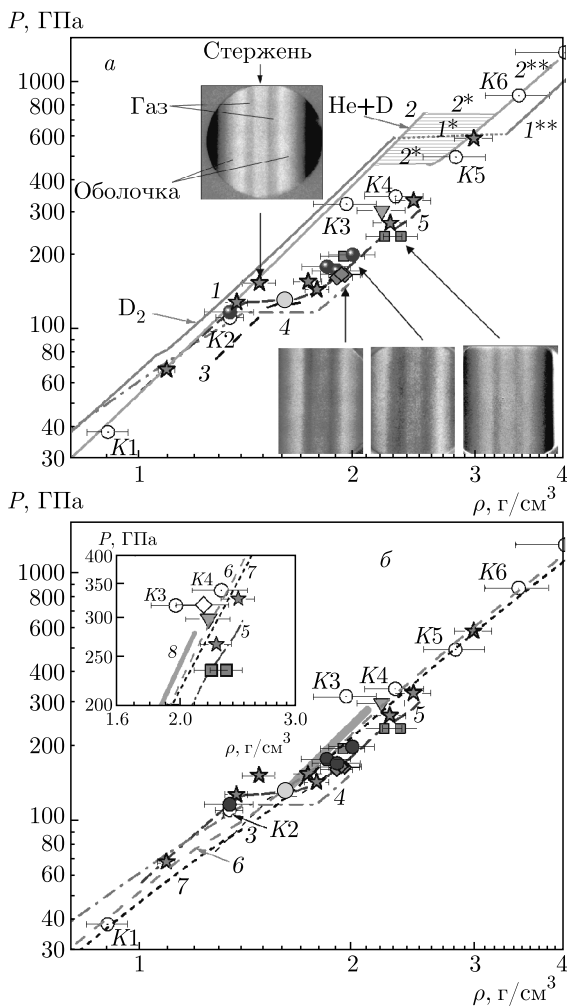 P, ГПа
а
Стержень
Газ
Оболочка
He+D
2
2*
2**
1*
1**
2*
K6
K5
K4
K3
5
1
D₂
K2
4
3
K1
1000
800
600
400
300
200
100
80
60
40
30
1 2 3 4
ρ, г/см³
P, ГПа
б
P, ГПа
400
350
300
250
200
K3
K4
6
7
5
8
1.6 2.0 3.0
ρ, г/см³
K6
K5
K4
K3
5
4
3
K2
6
7
K1
1000
800
600
400
300
200
100
80
60
40
30
1 2 3 4
ρ, г/см³